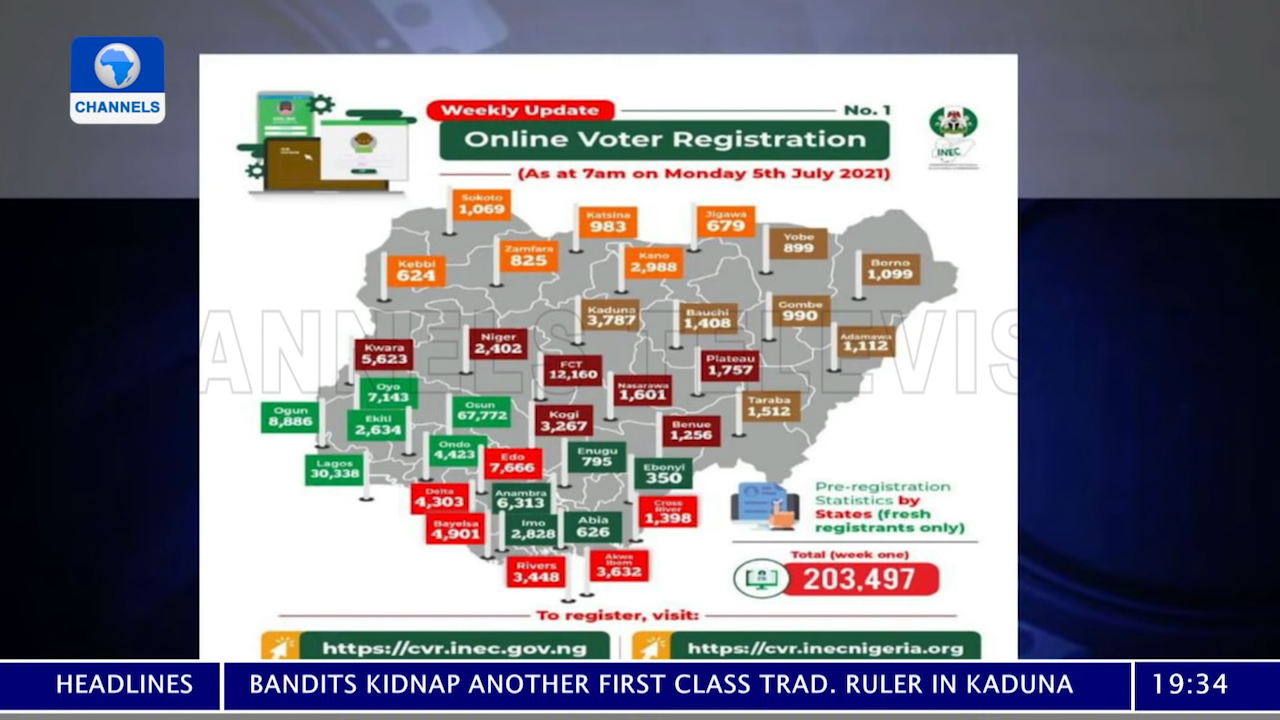 CHANNELS
Weekly Update
No. 1
Online Voter Registration
(As at 7am on Monday 5th July 2021)
INEC
Sokoto
1,069
Katsina
983
Jigawa
679
Yobe
899
Zamfara
825
Kebbi
624
Kano
2,988
Borno
1,099
Kaduna
3,787
Bauchi
1,408
Gombe
990
Adamawa
1,112
Kwara
5,623
Niger
2,402
FCT
12,160
Plateau
1,757
Nasarawa
1,601
Taraba
1,512
Oyo
7,143
Ogun
8,886
Ekiti
2,634
Osun
67,772
Kogi
3,267
Benue
1,256
Ondo
4,423
Edo
7,666
Enugu
795
Ebonyi
350
Lagos
30,338
Delta
4,303
Anambra
6,313
Cross
River
1,398
Bayelsa
4,901
Imo
2,828
Abia
626
Rivers
3,448
Akwa
Ibom
3,632
Pre-registration
Statistics by
States (fresh
registrants only)
Total (week one)
203,497
To register, visit:
https://cvr.inec.gov.ng
https://cvr.inecnigeria.org
ANNELS TELEVIS
HEADLINES
BANDITS KIDNAP ANOTHER FIRST CLASS TRAD. RULER IN KADUNA
19:34